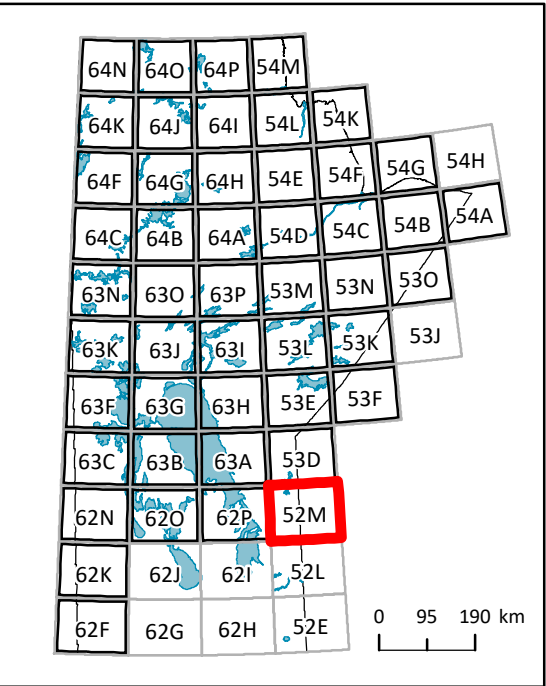 64N 64O 64P 54M
64K 64J 64I 54L 54K
64F 64G 64H 54E 54F 54G 54H
64C 64B 64A 54D 54C 54B 54A
63N 63O 63P 53M 53N 53O
63K 63J 63I 53L 53K 53J
63F 63G 63H 53E 53F
63C 63B 63A 53D
62N 62O 62P 52M
62K 62J 62I 52L
62F 62G 62H 52E
0 95 190 km